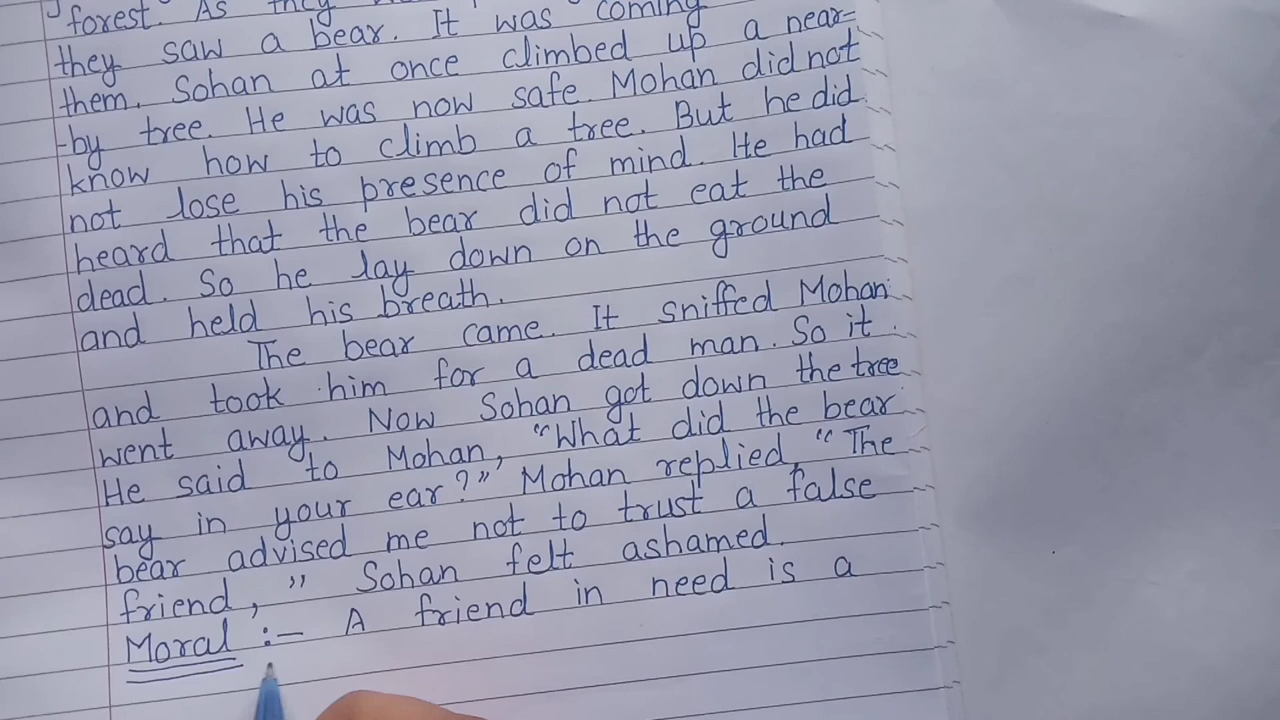 forest. As they
they saw a bear. It was coming
them. Sohan at once climbed up a near=
-by tree. He was now safe. Mohan did not
know how to climb a tree. But he did
not lose his presence of mind. He had
heard that the bear did not eat the
dead. So he lay down on the ground
and held his breath.
The bear came. It sniffed Mohan
and took him for a dead man. So it
went away. Now Sohan got down the tree
He said to Mohan, “What did the bear
say in your ear?” Mohan replied, “The
bear advised me not to trust a false
friend, ” Sohan felt ashamed.
Moral :- A friend in need is a